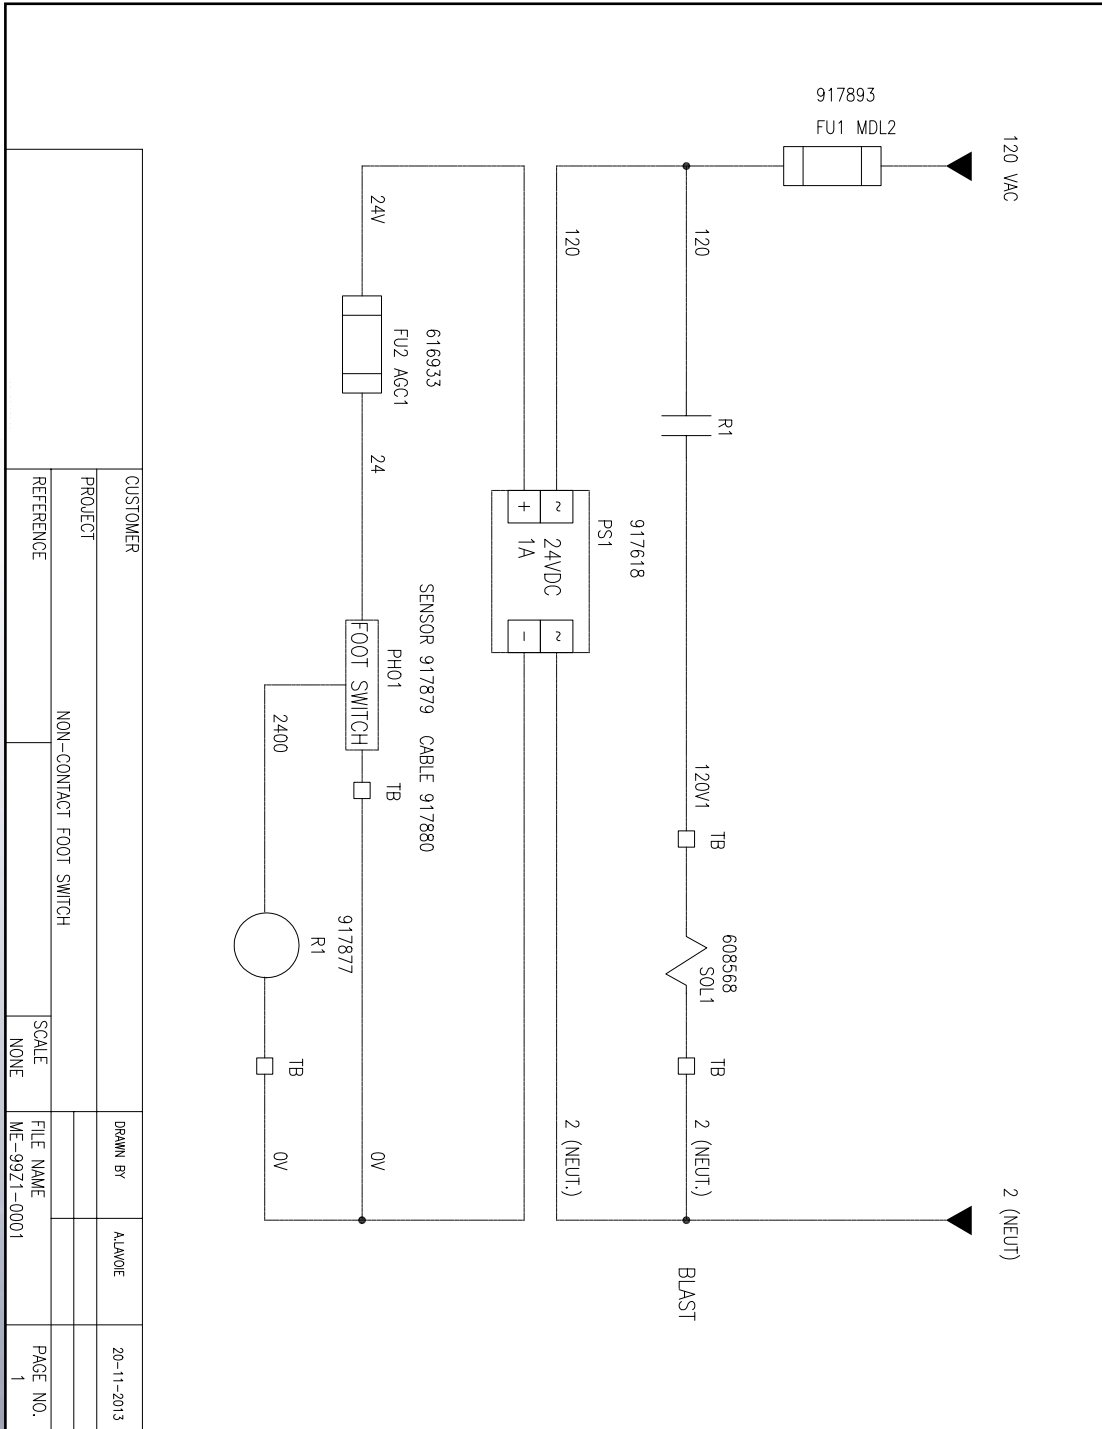 120 VAC
2 (NEUT)
917893
FU1 MDL2
120
R1
120V1
TB
608568
SOL1
TB
2 (NEUT.)
BLAST
120
917618
PS1
~
24VDC
~
+
1A
-
2 (NEUT.)
24V
616933
FU2 AGC1
24
SENSOR 917879 CABLE 917880
PH01
FOOT SWITCH
TB
0V
2400
917877
R1
TB
0V
CUSTOMER
DRAWN BY
A.LAVOIE
20-11-2013
PROJECT
NON-CONTACT FOOT SWITCH
REFERENCE
SCALE
NONE
FILE NAME
ME-99Z1-0001
PAGE NO.
1